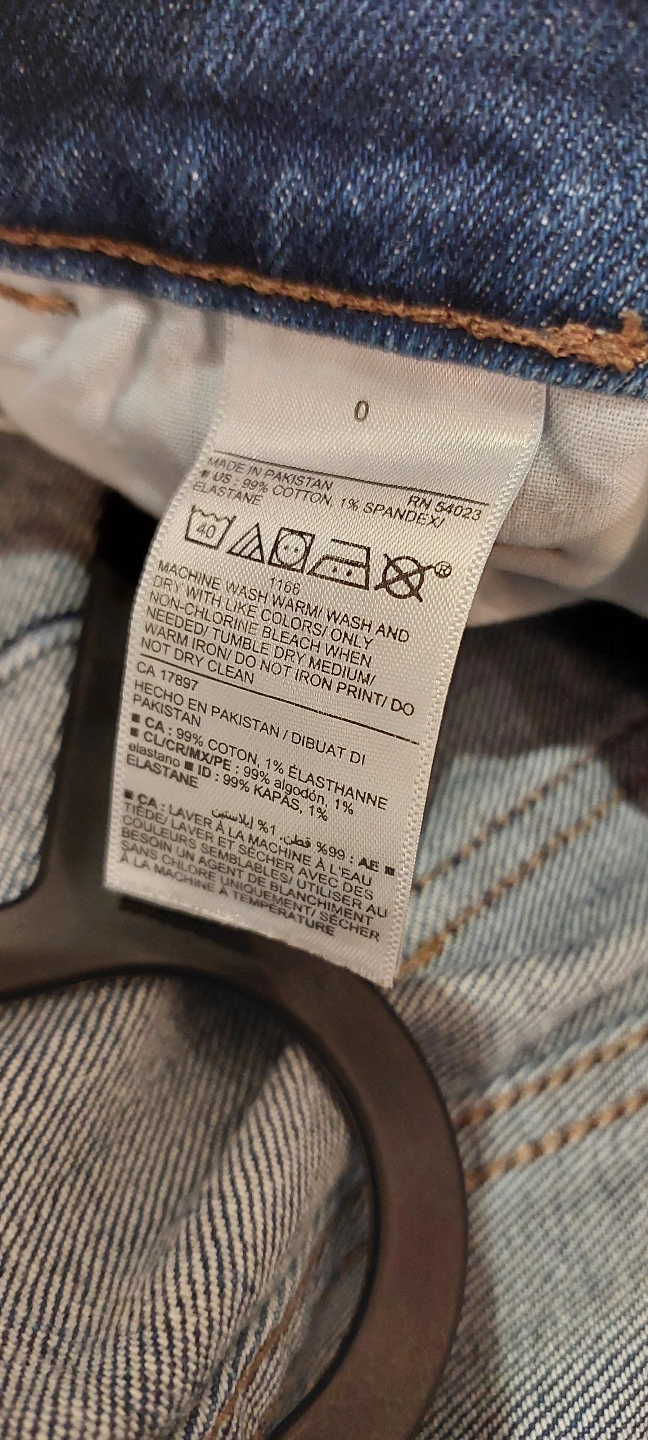 0
MADE IN PAKISTAN RN 54023
■ US : 99% COTTON, 1% SPANDEX/
ELASTANE
40 ®
1166
MACHINE WASH WARM/ WASH AND
DRY WITH LIKE COLORS/ ONLY
NON-CHLORINE BLEACH WHEN
NEEDED/ TUMBLE DRY MEDIUM/
WARM IRON/ DO NOT IRON PRINT/ DO
NOT DRY CLEAN
CA 17897
HECHO EN PAKISTAN / DIBUAT DI
PAKISTAN
■ CA : 99% COTON, 1% ÉLASTHANNE
■ CL/CR/MX/PE : 99% algodón, 1%
elastano ■ ID : 99% KAPAS, 1%
ELASTANE
■ AE : 99% قطن، 1% إيلاستين
■ CA : LAVER À LA MACHINE À L'EAU
TIÈDE/ LAVER ET SÉCHER AVEC DES
COULEURS SEMBLABLES/ UTILISER AU
BESOIN UN AGENT DE BLANCHIMENT
SANS CHLORE UNIQUEMENT/ SÉCHER
À LA MACHINE À TEMPÉRATURE